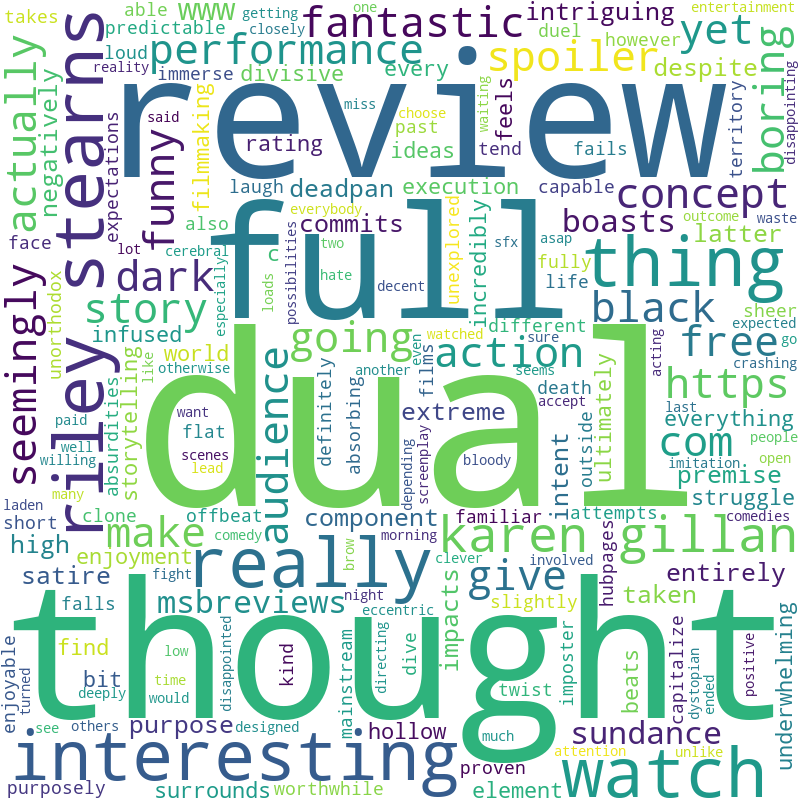 takes
able
www
getting
closely
one
fantastic
intriguing
entertainment
yet
predictable
loud
performance
duel
however
every
spoiler
despite
boring
reality
immerse
divisive
miss
choose
waiting
feels
people
disappointing
actually
negatively
riley stearns
said
filmmaking
review
past
rating
ideas
tend
fails
territory
expectations
funny
laugh
deadpan
execution
capable
concept
also
everybody
commits
boasts
outcome
waste
face
lot
full
unexplored
sfx
asap
latter
seemingly
dark
cerebral
two
hate
c
possibilities
incredibly
fully
thing
sheer
especially
loads
decent
life
black
unorthodox
story
infused
going
different
free
expected
go
world
audience
watched
even
action
sure
crashing
like
otherwise
another
films
seems
death
acting
https
last
storytelling
absurdities
paid
want
dual
definitely
absorbing
extreme
accept
outside
ultimately
everything
people
well
flat
com
willing
scenes
lead
depending
screenplay
bloody
intent
imitation
open
many
premise
laden
clone
offbeat
component
familiar
attempts
struggle
short
make
karen gillan
comedies
high
enjoyment
comedy
morning
clever
involved
hubpages
satire
fight
really
brow
give
entirely
falls
msbreviews
night
eccentric
impacts
slightly
taken
find
low
thought
mainstream
directing
dive
imposter
beats
capitalize
dystopian
positive
underwhelming
enjoyable
turned
bit
deeply
time
would
disappointed
kind
twist
ended
see
others
purpose
designed
hollow
much
sundance
interesting
proven
attention
unlike
watch
purposely
surrounds
worthwhile
element